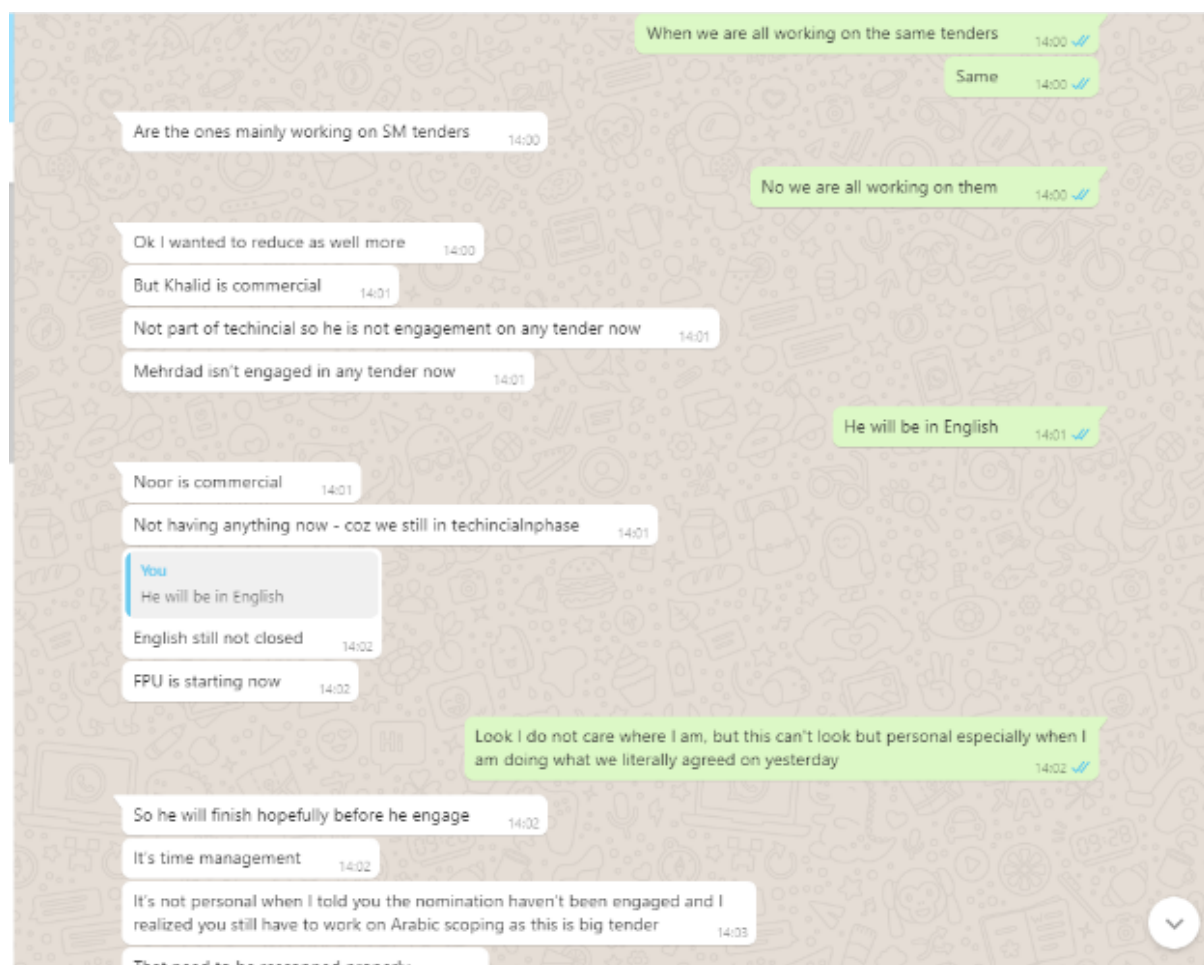 When we are all working on the same tenders
14:00
Same
14:00
Are the ones mainly working on SM tenders
14:00
No we are all working on them
14:00
Ok I wanted to reduce as well more
14:00
But Khalid is commercial
14:01
Not part of techincial so he is not engagement on any tender now
14:01
Mehrdad isn't engaged in any tender now
14:01
He will be in English
14:01
Noor is commercial
14:01
Not having anything now - coz we still in techincialnphase
14:01
You
He will be in English
English still not closed
14:02
FPU is starting now
14:02
Look I do not care where I am, but this can't look but personal especially when I
am doing what we literally agreed on yesterday
14:02
So he will finish hopefully before he engage
14:02
It's time management
14:02
It's not personal when I told you the nomination haven't been engaged and I
realized you still have to work on Arabic scoping as this is big tender
14:03